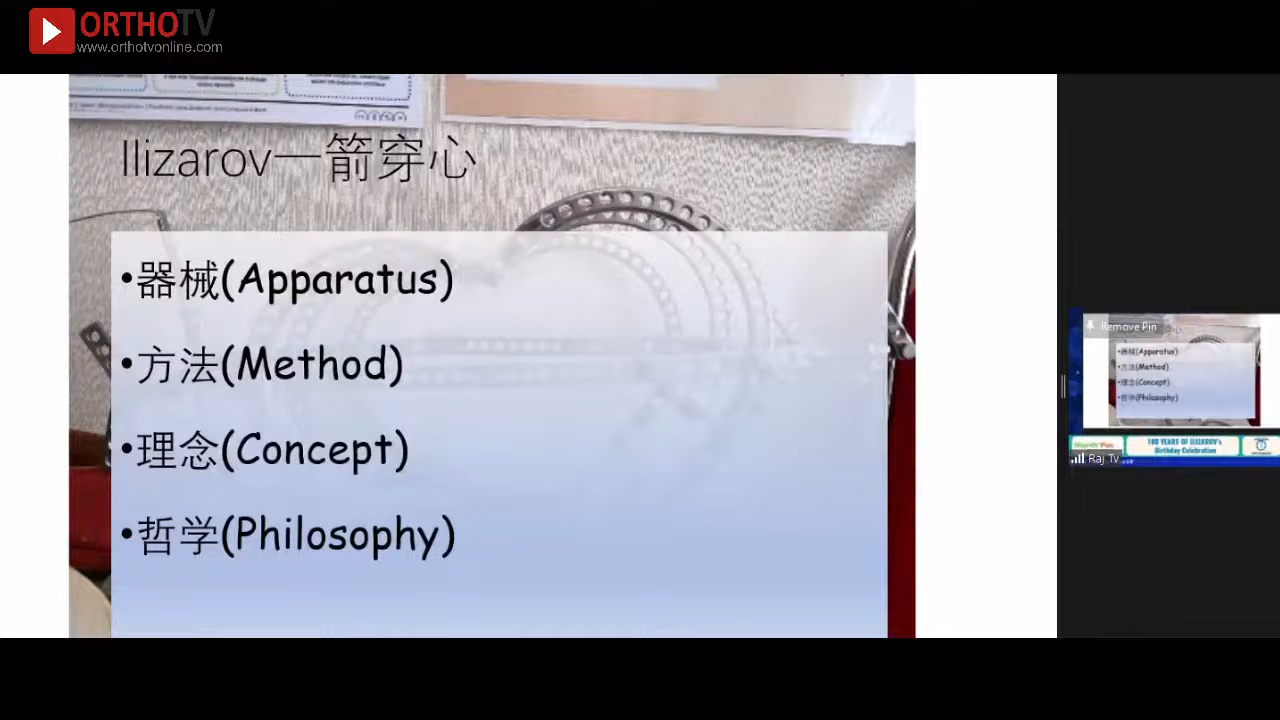 ORTHOTV
www.orthotvonline.com
Ilizarov一箭穿心
•器械(Apparatus)
•方法(Method)
•理念(Concept)
•哲学(Philosophy)
Remove Pin
•器械(Apparatus)
•方法(Method)
•理念(Concept)
•哲学(Philosophy)
100 YEARS OF ILIZAROV's
Birthday Celebration
Raj Tv